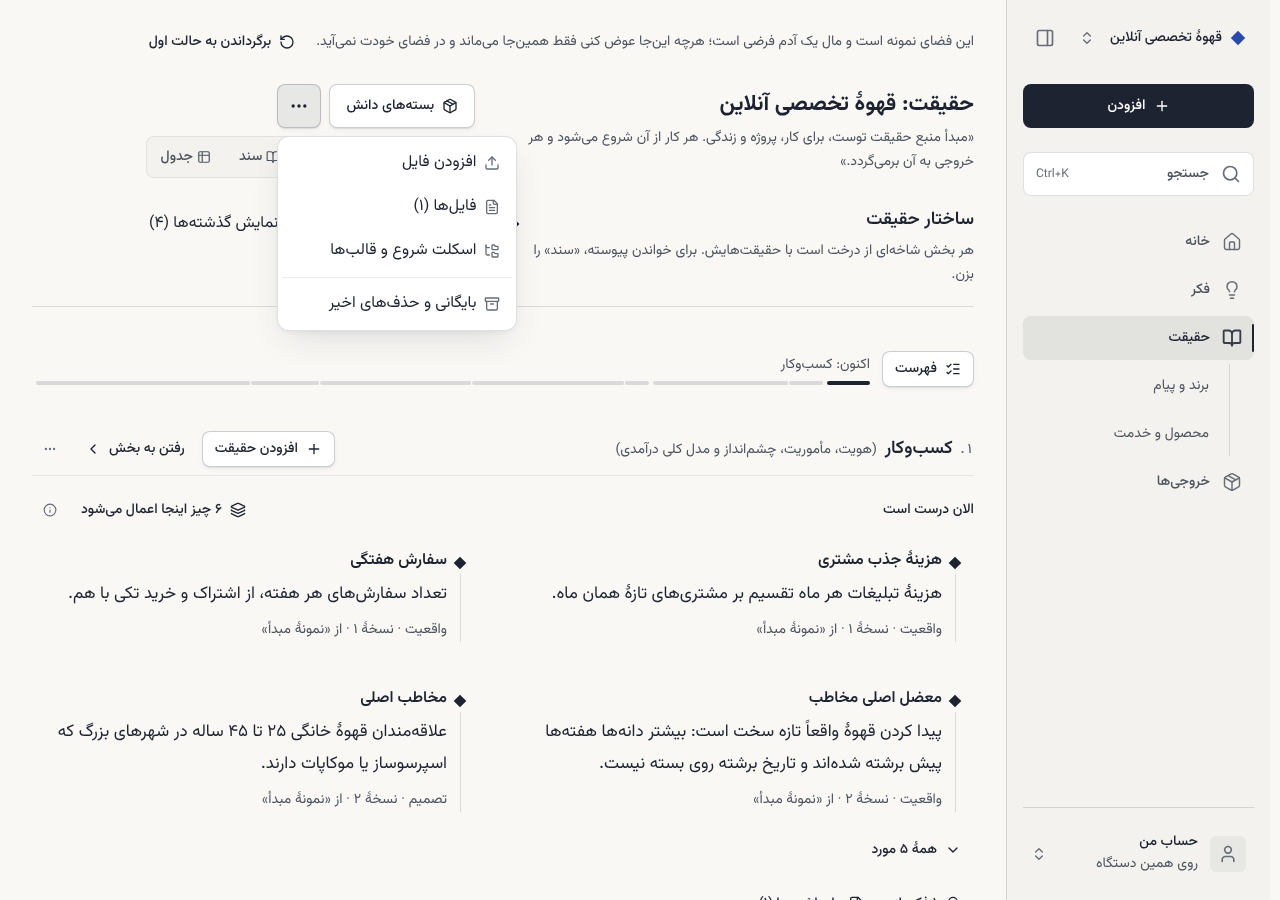 قهوهٔ تخصصی آنلاین
افزودن
جستجو
Ctrl+K
خانه
فکر
حقیقت
برند و پیام
محصول و خدمت
خروجی‌ها
حساب من
روی همین دستگاه
این فضای نمونه است و مال یک آدم فرضی است؛ هرچه این‌جا عوض کنی فقط همین‌جا می‌ماند و در فضای خودت نمی‌آید.
برگرداندن به حالت اول
حقیقت: قهوهٔ تخصصی آنلاین
«مبدأ منبع حقیقت توست، برای کار، پروژه و زندگی. هر کار از آن شروع می‌شود و هر
خروجی به آن برمی‌گردد.»
بسته‌های دانش
افزودن فایل
فایل‌ها (۱)
اسکلت شروع و قالب‌ها
بایگانی و حذف‌های اخیر
سند
جدول
ساختار حقیقت
هر بخش شاخه‌ای از درخت است با حقیقت‌هایش. برای خواندن پیوسته، «سند» را
بزن.
نمایش گذشته‌ها (۴)
فهرست
اکنون: کسب‌وکار
۱. کسب‌وکار (هویت، مأموریت، چشم‌انداز و مدل کلی درآمدی)
افزودن حقیقت
رفتن به بخش
الان درست است
۶ چیز اینجا اعمال می‌شود
هزینهٔ جذب مشتری
هزینهٔ تبلیغات هر ماه تقسیم بر مشتری‌های تازهٔ همان ماه.
واقعیت · نسخهٔ ۱ · از «نمونهٔ مبدأ»
سفارش هفتگی
تعداد سفارش‌های هر هفته، از اشتراک و خرید تکی با هم.
واقعیت · نسخهٔ ۱ · از «نمونهٔ مبدأ»
معضل اصلی مخاطب
پیدا کردن قهوهٔ واقعاً تازه سخت است: بیشتر دانه‌ها هفته‌ها
پیش برشته شده‌اند و تاریخ برشته روی بسته نیست.
واقعیت · نسخهٔ ۲ · از «نمونهٔ مبدأ»
مخاطب اصلی
علاقه‌مندان قهوهٔ خانگی ۲۵ تا ۴۵ ساله در شهرهای بزرگ که
اسپرسوساز یا موکاپات دارند.
تصمیم · نسخهٔ ۲ · از «نمونهٔ مبدأ»
همهٔ ۵ مورد